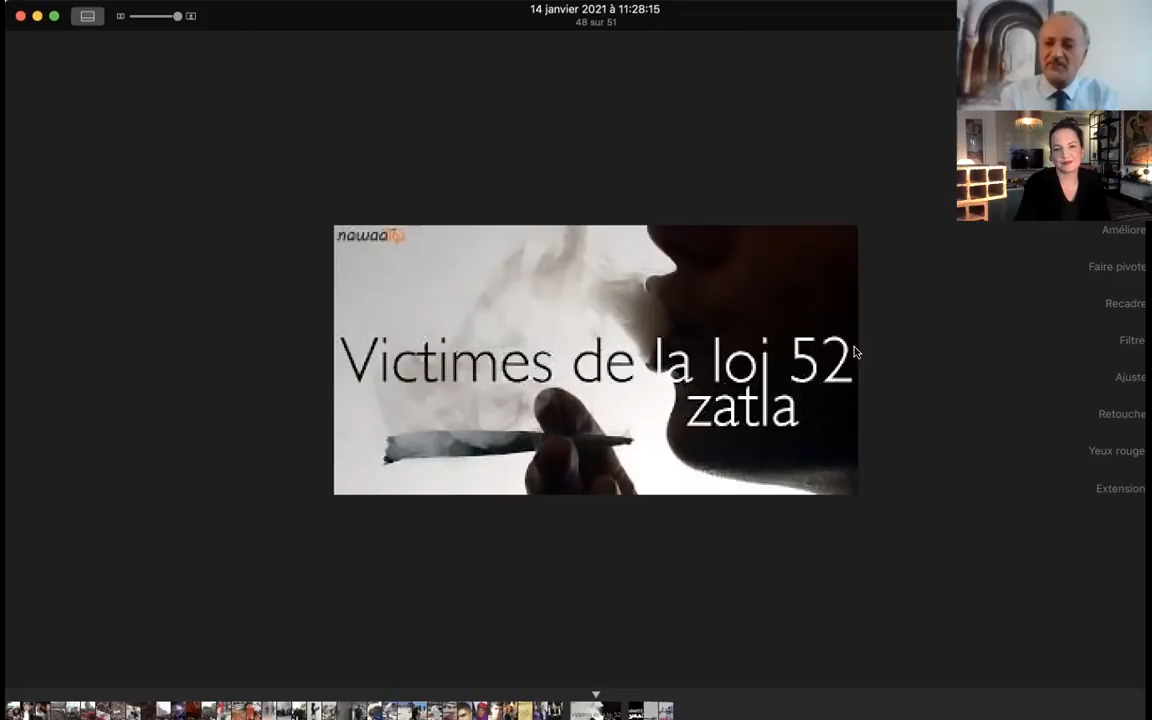 14 janvier 2021 à 11:28:15
48 sur 51
nawaa
Victimes de la loi 52
zatla
Améliore
Faire pivote
Recadre
Filtre
Ajuste
Retouche
Yeux rouge
Extension